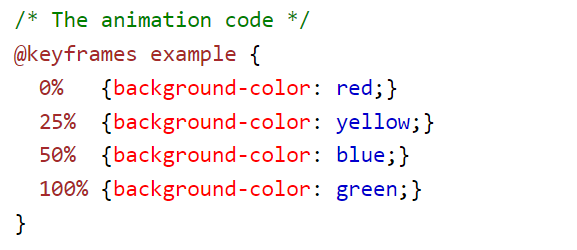 /* The animation code */
@keyframes example {
  0%   {background-color: red;}
  25%  {background-color: yellow;}
  50%  {background-color: blue;}
  100% {background-color: green;}
}